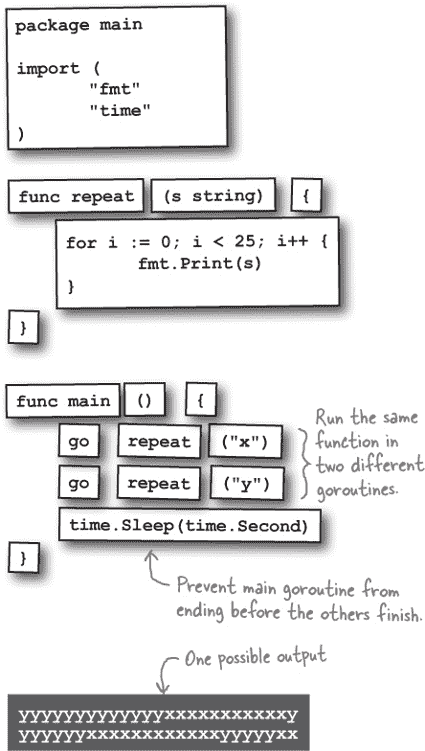 package main
import (
"fmt"
"time"
)
func repeat (s string) {
for i := 0; i < 25; i++ {
fmt.Print(s)
}
}
func main () {
go repeat ("x")
go repeat ("y")
Run the same
function in
two different
goroutines.
time.Sleep(time.Second)
}
Prevent main goroutine from
ending before the others finish.
One possible output
yyyyyyyyyyyyyxxxxxxxxxxxy
yyyyyyxxxxxxxxxxxxyyyyyxx